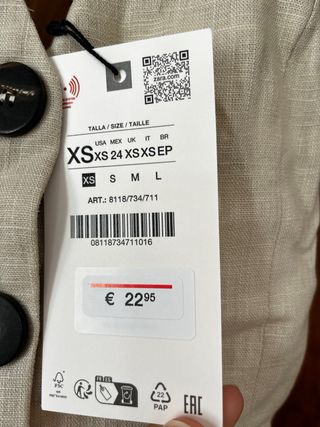 zara.com
TALLA / SIZE / TAILLE
USA MEX UK IT BR
XS XS 24 XS XS EP
XS S M L
ART.: 8118/734/711
08118734711016
€ 22 95
FSC
22
PAP
EAC